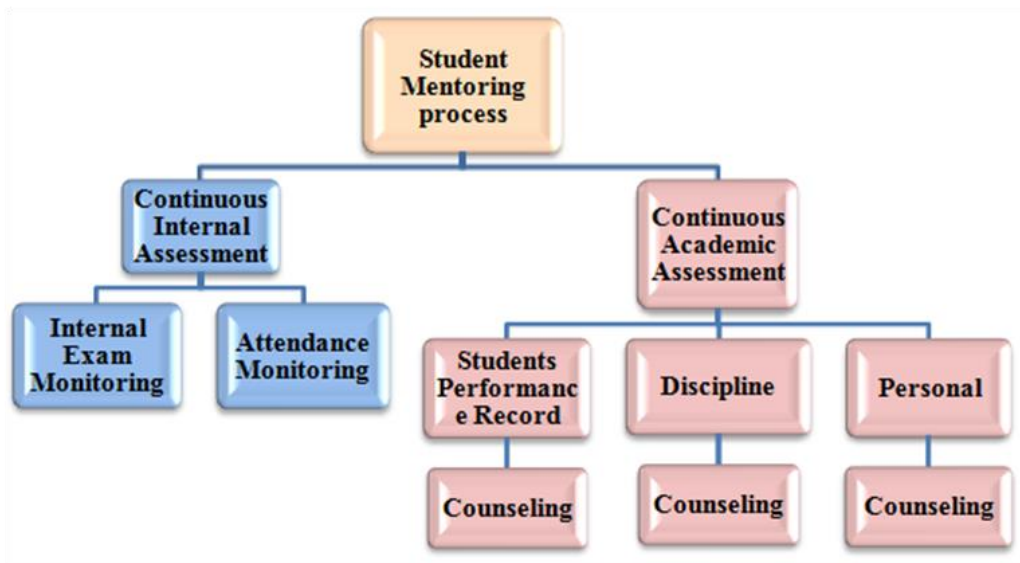 Student
Mentoring
process
Continuous
Internal
Assessment
Continuous
Academic
Assessment
Internal
Exam
Monitoring
Attendance
Monitoring
Students
Performanc
e Record
Discipline
Personal
Counseling
Counseling
Counseling